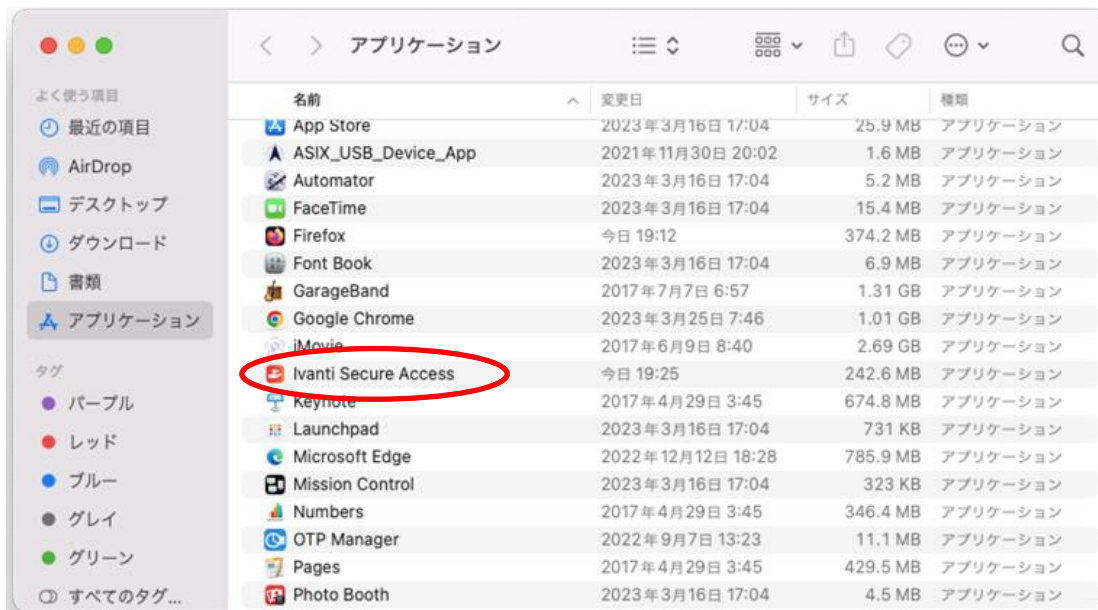 アプリケーション
よく使う項目
最近の項目
AirDrop
デスクトップ
ダウンロード
書類
アプリケーション
タグ
パープル
レッド
ブルー
グレイ
グリーン
すべてのタグ...
名前 変更日 サイズ 種類
App Store 2023年3月16日 17:04 25.9 MB アプリケーション
ASIX_USB_Device_App 2021年11月30日 20:02 1.6 MB アプリケーション
Automator 2023年3月16日 17:04 5.2 MB アプリケーション
FaceTime 2023年3月16日 17:04 15.4 MB アプリケーション
Firefox 今日 19:12 374.2 MB アプリケーション
Font Book 2023年3月16日 17:04 6.9 MB アプリケーション
GarageBand 2017年7月7日 6:57 1.31 GB アプリケーション
Google Chrome 2023年3月25日 7:46 1.01 GB アプリケーション
iMovie 2017年6月9日 8:40 2.69 GB アプリケーション
Ivanti Secure Access 今日 19:25 242.6 MB アプリケーション
Keynote 2017年4月29日 3:45 674.8 MB アプリケーション
Launchpad 2023年3月16日 17:04 731 KB アプリケーション
Microsoft Edge 2022年12月12日 18:28 785.9 MB アプリケーション
Mission Control 2023年3月16日 17:04 323 KB アプリケーション
Numbers 2017年4月29日 3:45 346.4 MB アプリケーション
OTP Manager 2022年9月7日 13:23 11.1 MB アプリケーション
Pages 2017年4月29日 3:45 429.5 MB アプリケーション
Photo Booth 2023年3月16日 17:04 4.5 MB アプリケーション